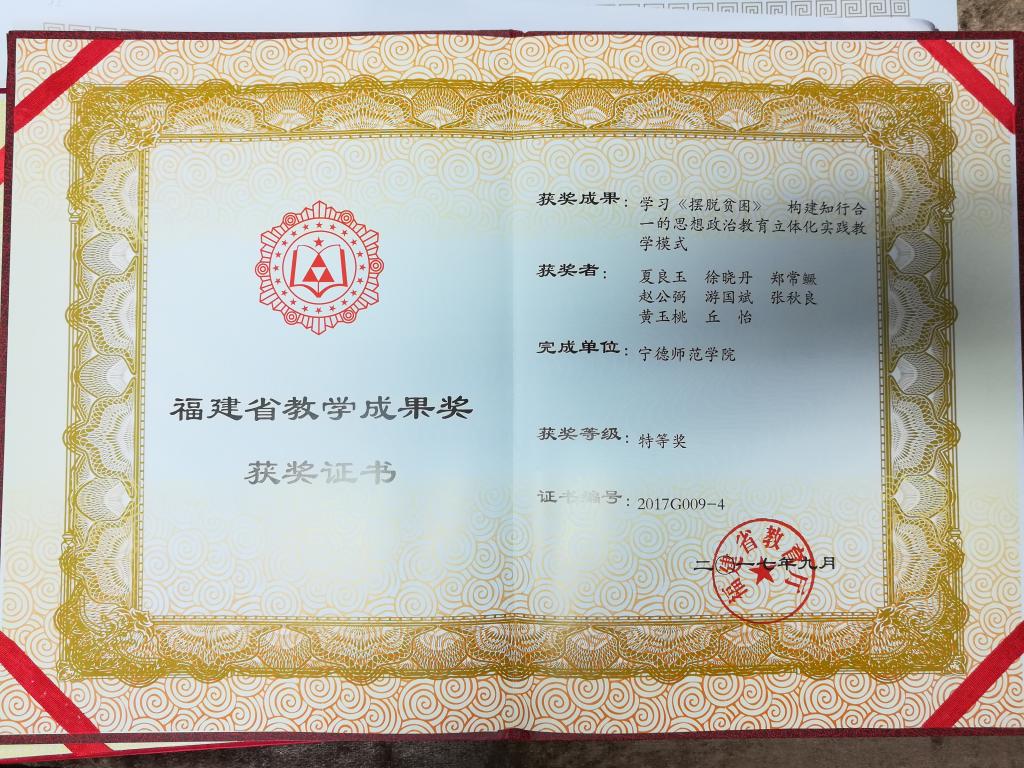 福建省教学成果奖
获奖证书
获奖成果：学习《摆脱贫困》 构建知行合
一的思想政治教育立体化实践教
学模式
获奖者： 夏良玉 徐晓丹 郑常鳜
赵公弼 游国斌 张秋良
黄玉桃 丘 怡
完成单位：宁德师范学院
获奖等级：特等奖
证书编号：2017G009-4
二〇一七年九月
福建省教育厅